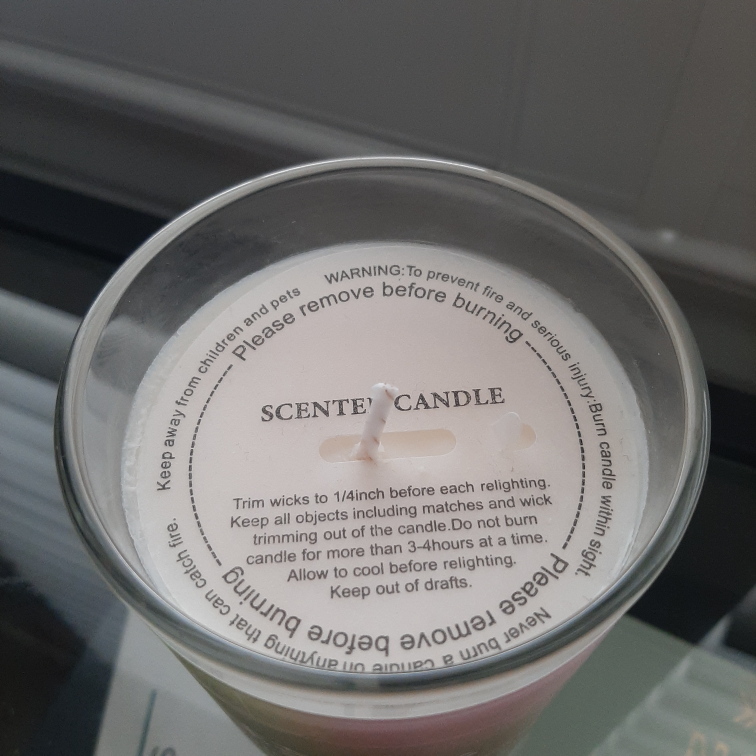 WARNING:To prevent fire and serious injury:Burn candle within sight.
Never burn a candle on anything that can catch fire.
Keep away from children and pets
Please remove before burning
SCENTE CANDLE
Trim wicks to 1/4inch before each relighting.
Keep all objects including matches and wick
trimming out of the candle.Do not burn
candle for more than 3-4hours at a time.
Allow to cool before relighting.
Keep out of drafts.
Please remove before burning